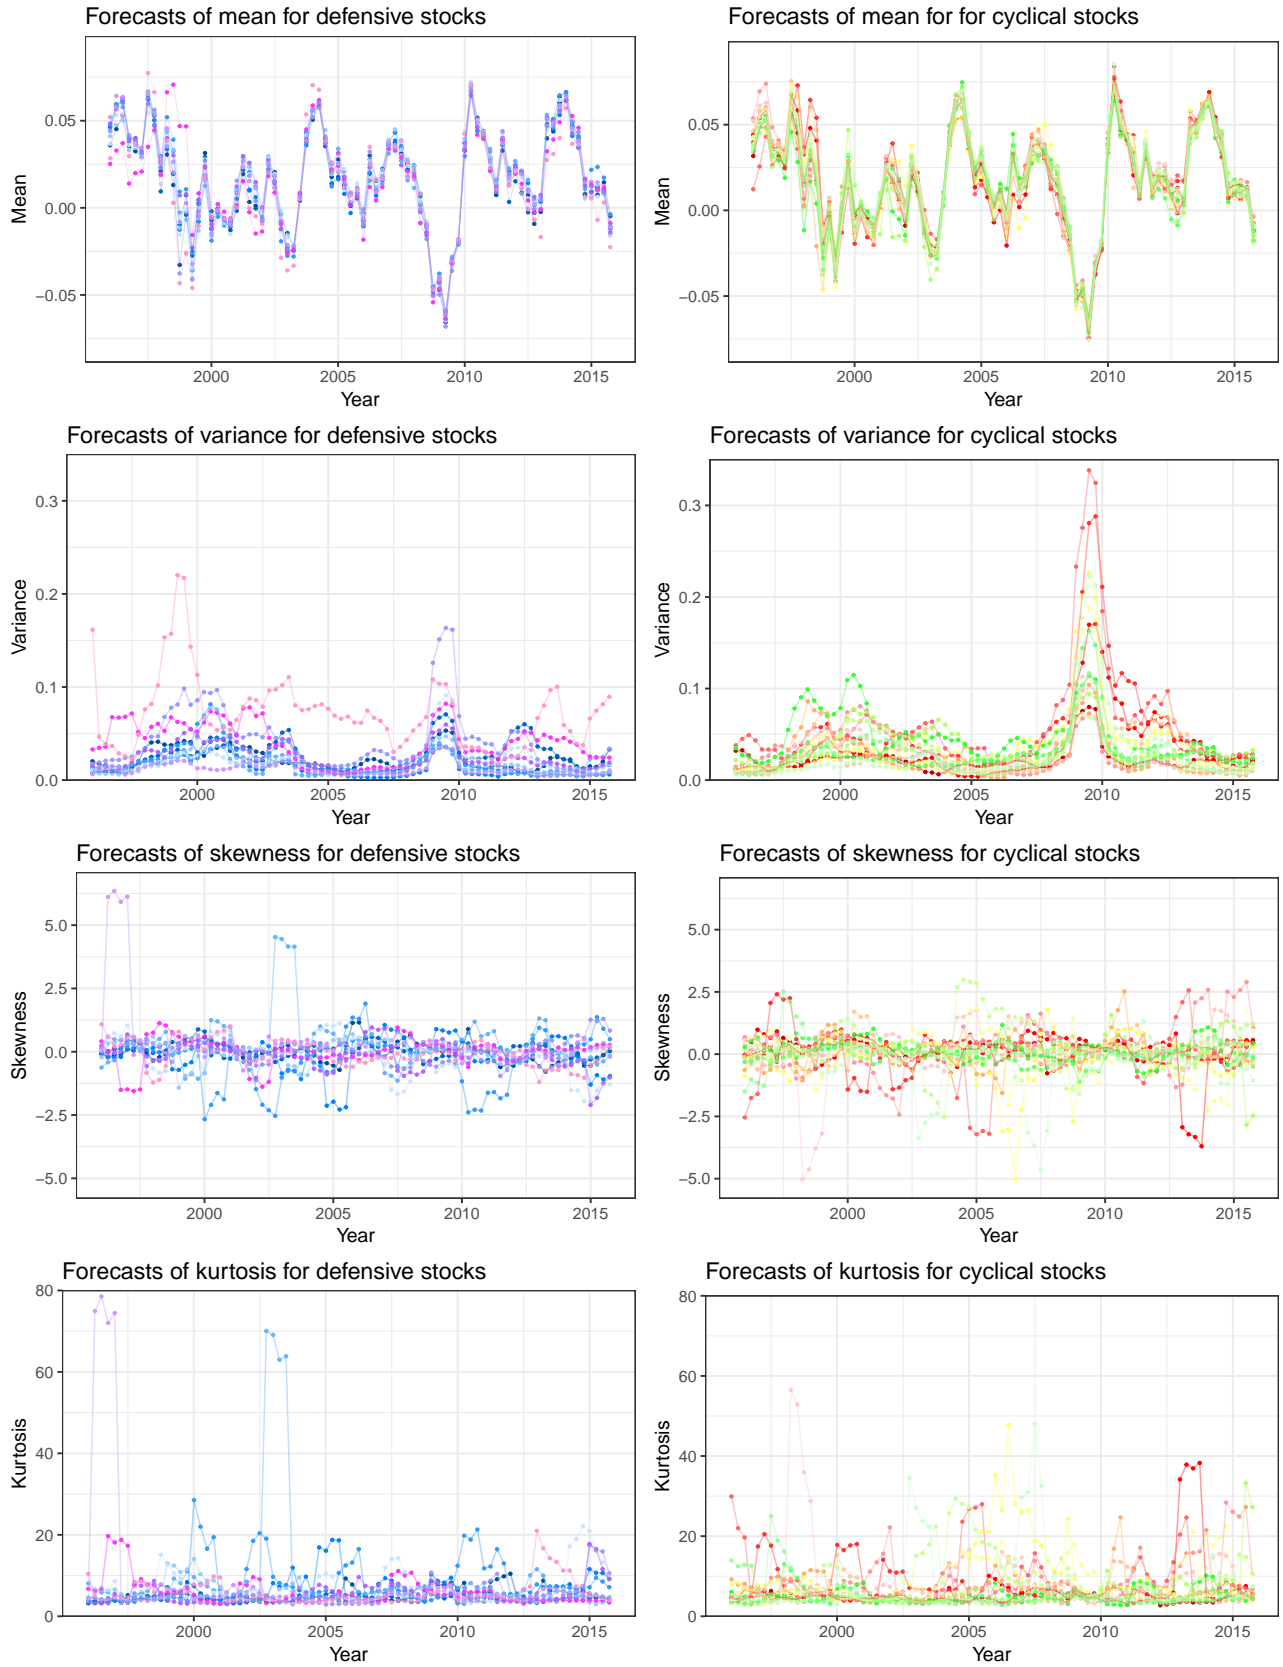 Forecasts of mean for defensive stocks
Mean
0.05
0.00
−0.05
2000 2005 2010 2015
Year
Forecasts of mean for for cyclical stocks
Mean
0.05
0.00
−0.05
2000 2005 2010 2015
Year
Forecasts of variance for defensive stocks
Variance
0.3
0.2
0.1
0.0
2000 2005 2010 2015
Year
Forecasts of variance for cyclical stocks
Variance
0.3
0.2
0.1
0.0
2000 2005 2010 2015
Year
Forecasts of skewness for defensive stocks
Skewness
5.0
2.5
0.0
−2.5
−5.0
2000 2005 2010 2015
Year
Forecasts of skewness for cyclical stocks
Skewness
5.0
2.5
0.0
−2.5
−5.0
2000 2005 2010 2015
Year
Forecasts of kurtosis for defensive stocks
Kurtosis
80
60
40
20
0
2000 2005 2010 2015
Year
Forecasts of kurtosis for cyclical stocks
Kurtosis
80
60
40
20
0
2000 2005 2010 2015
Year